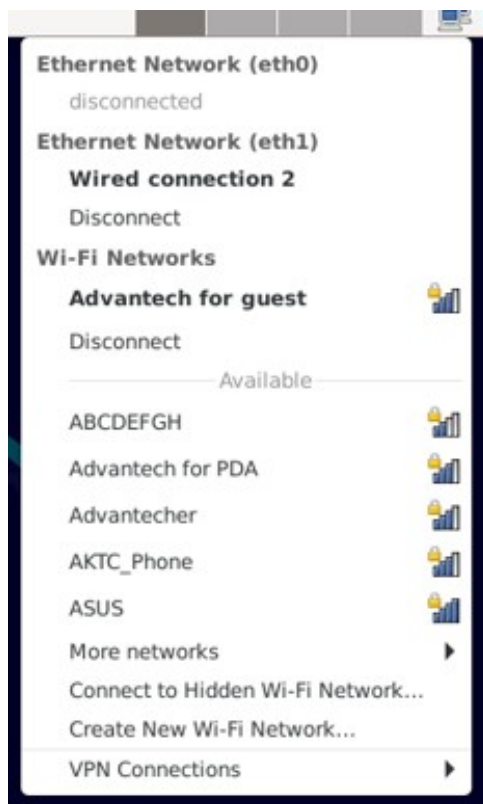 Ethernet Network (eth0)
disconnected
Ethernet Network (eth1)
Wired connection 2
Disconnect
Wi-Fi Networks
Advantech for guest
Disconnect
Available
ABCDEFGH
Advantech for PDA
Advantecher
AKTC_Phone
ASUS
More networks
Connect to Hidden Wi-Fi Network...
Create New Wi-Fi Network...
VPN Connections